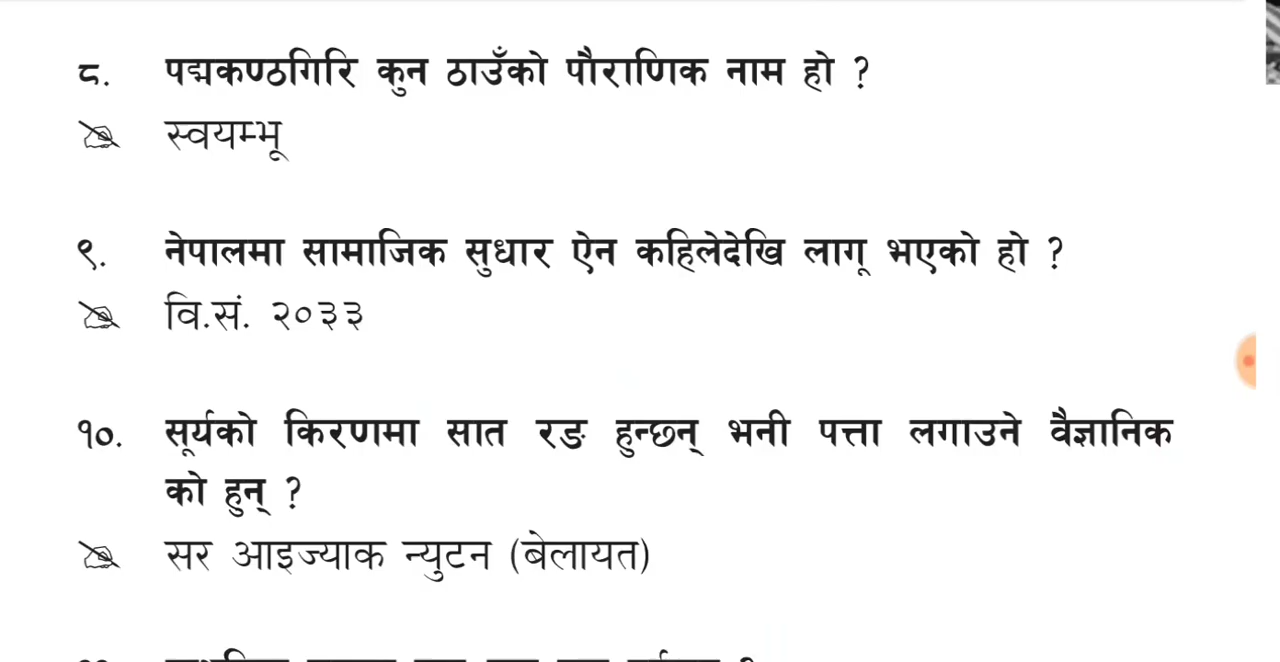 ८. पद्मकण्ठगिरि कुन ठाउँको पौराणिक नाम हो ?
स्वयम्भू
९. नेपालमा सामाजिक सुधार ऐन कहिलेदेखि लागू भएको हो ?
वि.सं. २०३३
१०. सूर्यको किरणमा सात रङ हुन्छन् भनी पत्ता लगाउने वैज्ञानिक
को हुन् ?
सर आइज्याक न्युटन (बेलायत)